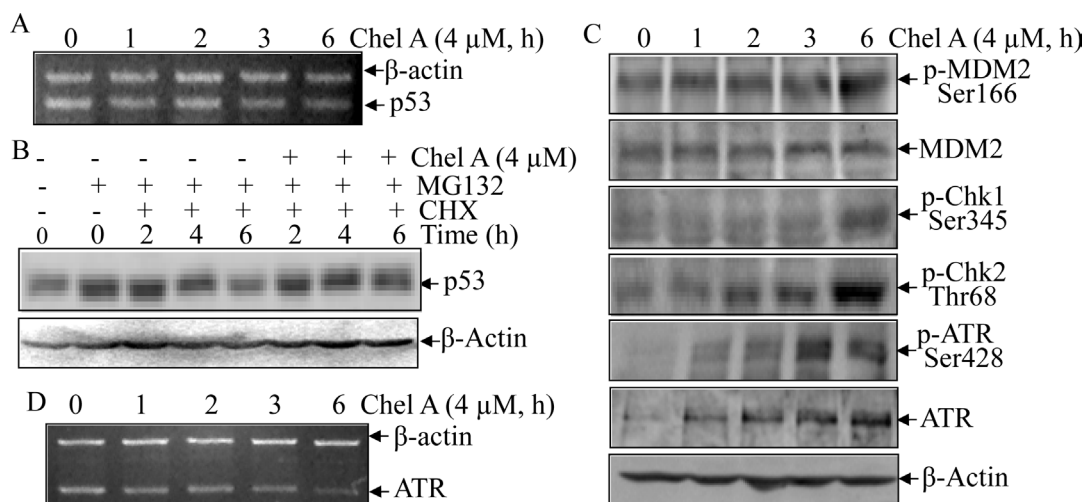 A
0 1 2 3 6 Chel A (4 μM, h)
β-actin
p53
B
- - - - - + + + Chel A (4 μM)
- + + + + + + + MG132
- - + + + + + + CHX
0 0 2 4 6 2 4 6 Time (h)
p53
β-Actin
D
0 1 2 3 6 Chel A (4 μM, h)
β-actin
ATR
C
0 1 2 3 6 Chel A (4 μM, h)
p-MDM2
Ser166
MDM2
p-Chk1
Ser345
p-Chk2
Thr68
p-ATR
Ser428
ATR
β-Actin